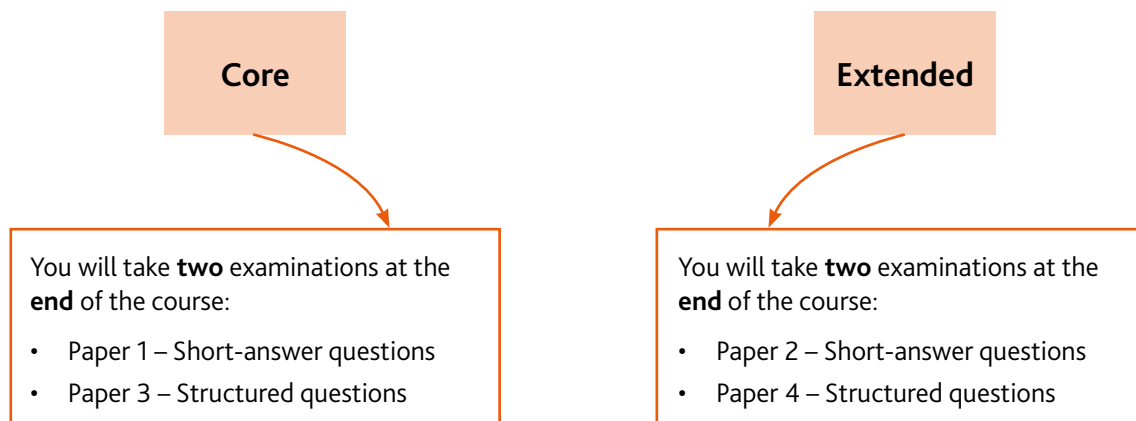 Core
You will take two examinations at the
end of the course:
• Paper 1 – Short-answer questions
• Paper 3 – Structured questions
Extended
You will take two examinations at the
end of the course:
• Paper 2 – Short-answer questions
• Paper 4 – Structured questions